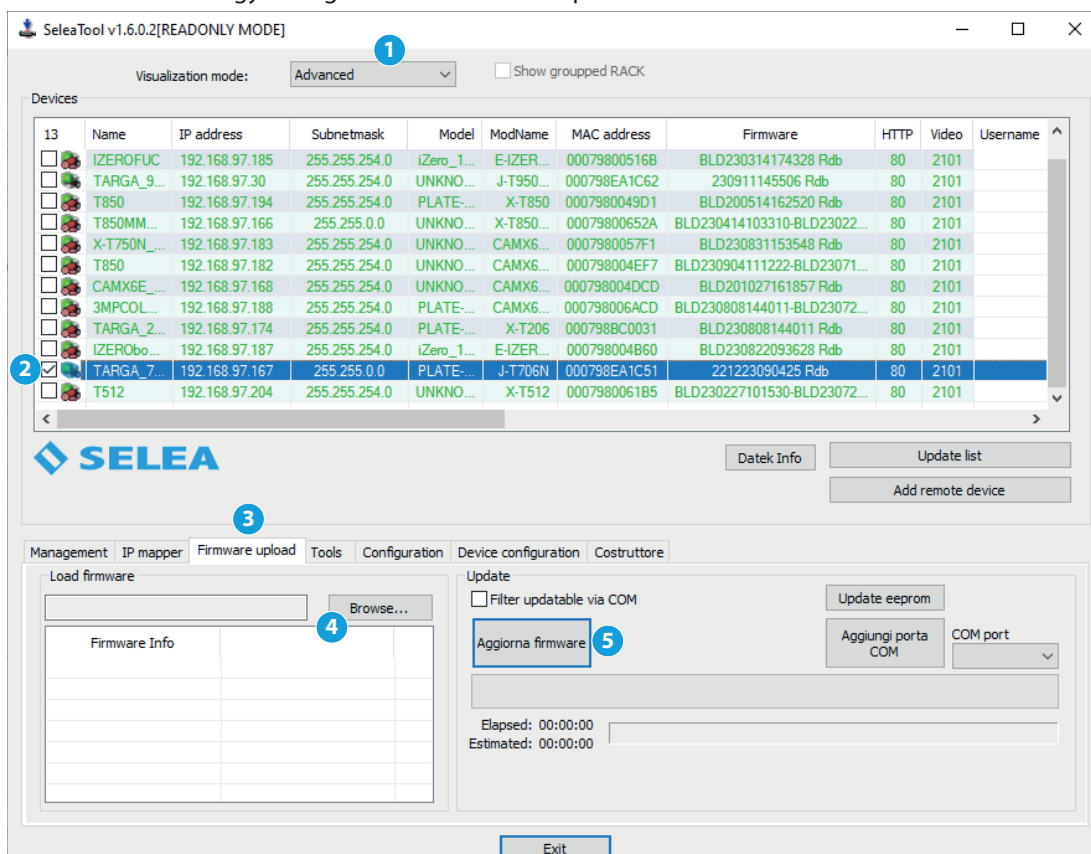 SeleaTool v1.6.0.2[READONLY MODE]
1
Visualization mode: Advanced Show groupped RACK
Devices
13 Name IP address Subnetmask Model ModName MAC address Firmware HTTP Video Username
IZEROFUC 192.168.97.185 255.255.254.0 iZero_1... E-IZER... 00079800516B BLD230314174328 Rdb 80 2101
TARGA_9... 192.168.97.30 255.255.254.0 UNKNO... J-T950... 000798EA1C62 230911145506 Rdb 80 2101
T850 192.168.97.194 255.255.254.0 PLATE-... X-T850 0007980049D1 BLD200514162520 Rdb 80 2101
T850MM... 192.168.97.166 255.255.0.0 UNKNO... X-T850... 00079800652A BLD230414103310-BLD23022... 80 2101
X-T750N_... 192.168.97.183 255.255.254.0 UNKNO... CAMX6... 0007980057F1 BLD230831153548 Rdb 80 2101
T850 192.168.97.182 255.255.254.0 UNKNO... CAMX6... 000798004EF7 BLD230904111222-BLD23071... 80 2101
CAMX6E_... 192.168.97.168 255.255.254.0 UNKNO... CAMX6... 000798004DCD BLD201027161857 Rdb 80 2101
3MPCOL... 192.168.97.188 255.255.254.0 PLATE-... CAMX6... 000798006ACD BLD230808144011-BLD23072... 80 2101
TARGA_2... 192.168.97.174 255.255.254.0 PLATE-... X-T206 000798BC0031 BLD230808144011 Rdb 80 2101
IZERObo... 192.168.97.187 255.255.254.0 iZero_1... E-IZER... 000798004B60 BLD230822093628 Rdb 80 2101
2 TARGA_7... 192.168.97.167 255.255.0.0 PLATE-... J-T706N 000798EA1C51 221223090425 Rdb 80 2101
T512 192.168.97.204 255.255.254.0 UNKNO... X-T512 0007980061B5 BLD230227101530-BLD23072... 80 2101
SELEA
Datek Info Update list
Add remote device
3
Management IP mapper Firmware upload Tools Configuration Device configuration Costruttore
Load firmware
Browse...
4
Firmware Info
Update
Filter updatable via COM Update eeprom
Aggiorna firmware 5 Aggiungi porta COM COM port
Elapsed: 00:00:00
Estimated: 00:00:00
Exit